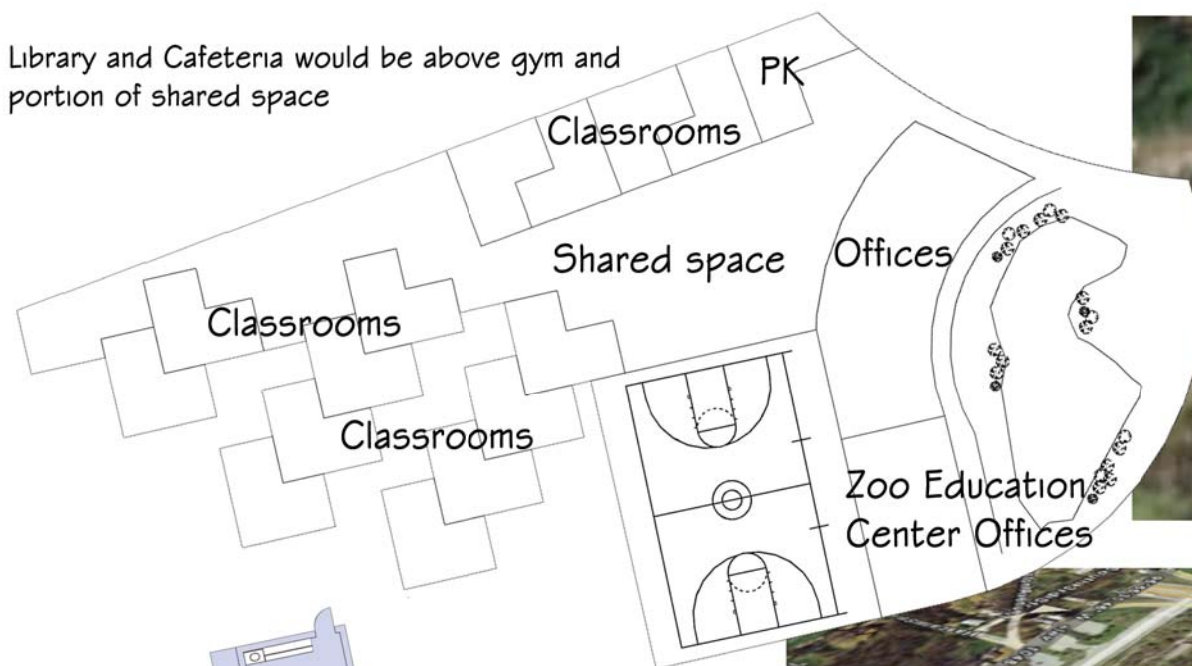 Library and Cafeteria would be above gym and
portion of shared space
PK
Classrooms
Shared space
Offices
Classrooms
Classrooms
Zoo Education
Center Offices